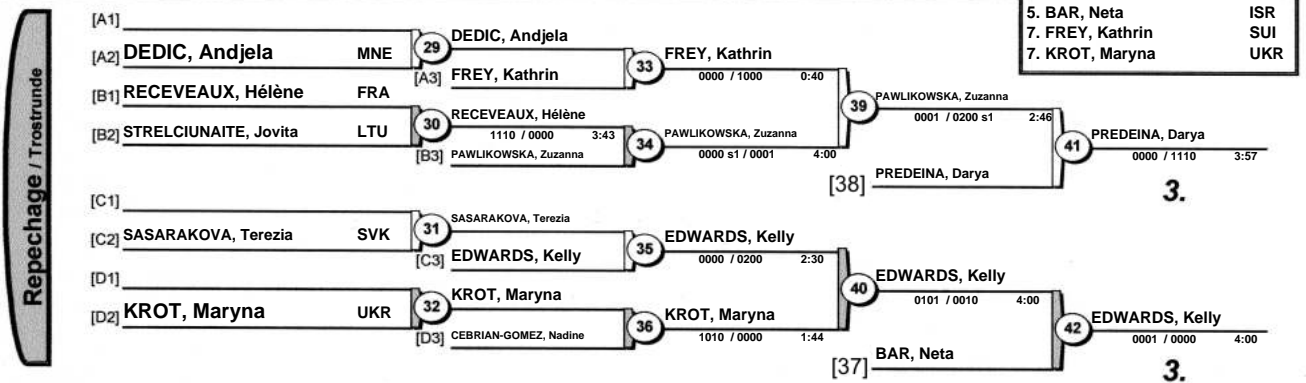 5. BAR, Neta ISR
7. FREY, Kathrin SUI
7. KROT, Maryna UKR
Repechage / Trostrunde
[A1]
[A2] DEDIC, Andjela MNE
29
DEDIC, Andjela
[A3] FREY, Kathrin
33
FREY, Kathrin
0000 / 1000 0:40
[B1] RECEVEAUX, Hélène FRA
[B2] STRELCIUNAITE, Jovita LTU
30
RECEVEAUX, Hélène
1110 / 0000 3:43
[B3] PAWLIKOWSKA, Zuzanna
34
PAWLIKOWSKA, Zuzanna
0000 s1 / 0001 4:00
39
PAWLIKOWSKA, Zuzanna
0001 / 0200 s1 2:46
[38] PREDEINA, Darya
41
PREDEINA, Darya
0000 / 1110 3:57
3.
[C1]
[C2] SASARAKOVA, Terezia SVK
31
SASARAKOVA, Terezia
[C3] EDWARDS, Kelly
35
EDWARDS, Kelly
0000 / 0200 2:30
[D1]
[D2] KROT, Maryna UKR
32
KROT, Maryna
[D3] CEBRIAN-GOMEZ, Nadine
36
KROT, Maryna
1010 / 0000 1:44
40
EDWARDS, Kelly
0101 / 0010 4:00
[37] BAR, Neta
42
EDWARDS, Kelly
0001 / 0000 4:00
3.